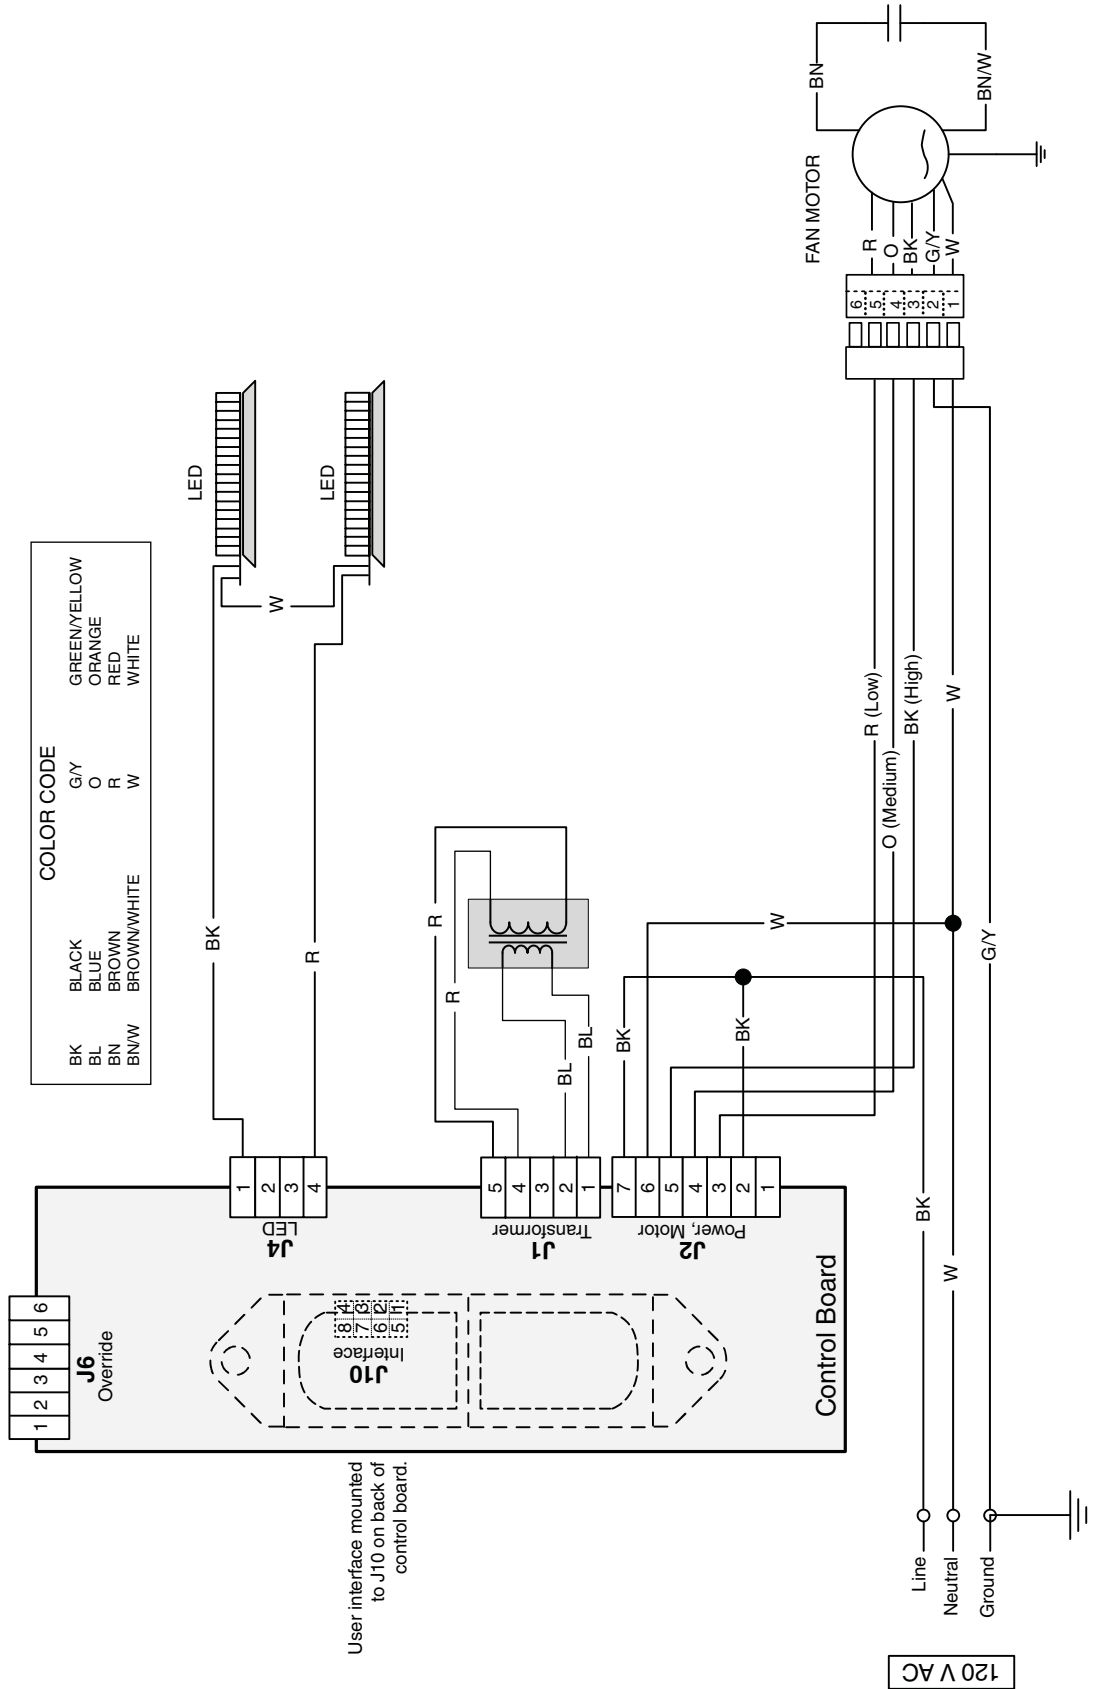 COLOR CODE
BK BLACK G/Y GREEN/YELLOW
BL BLUE O ORANGE
BN BROWN R RED
BN/W BROWN/WHITE W WHITE
1 2 3 4 5 6
J6
Override
User interface mounted
to J10 on back of
control board.
8 4
7 3
6 2
5 1
Interface
J10
Control Board
1
2
3
4
LED
J4
BK
R
W
LED
LED
5
4
3
2
1
Transformer
J1
R
R
BL
BL
7
6
5
4
3
2
1
Power, Motor
J2
BK
BK
W
R (Low)
O (Medium)
BK (High)
W
G/Y
BK
W
Line
Neutral
Ground
120 V AC
6
5
4
3
2
1
R
O
BK
G/Y
W
FAN MOTOR
BN
BN/W